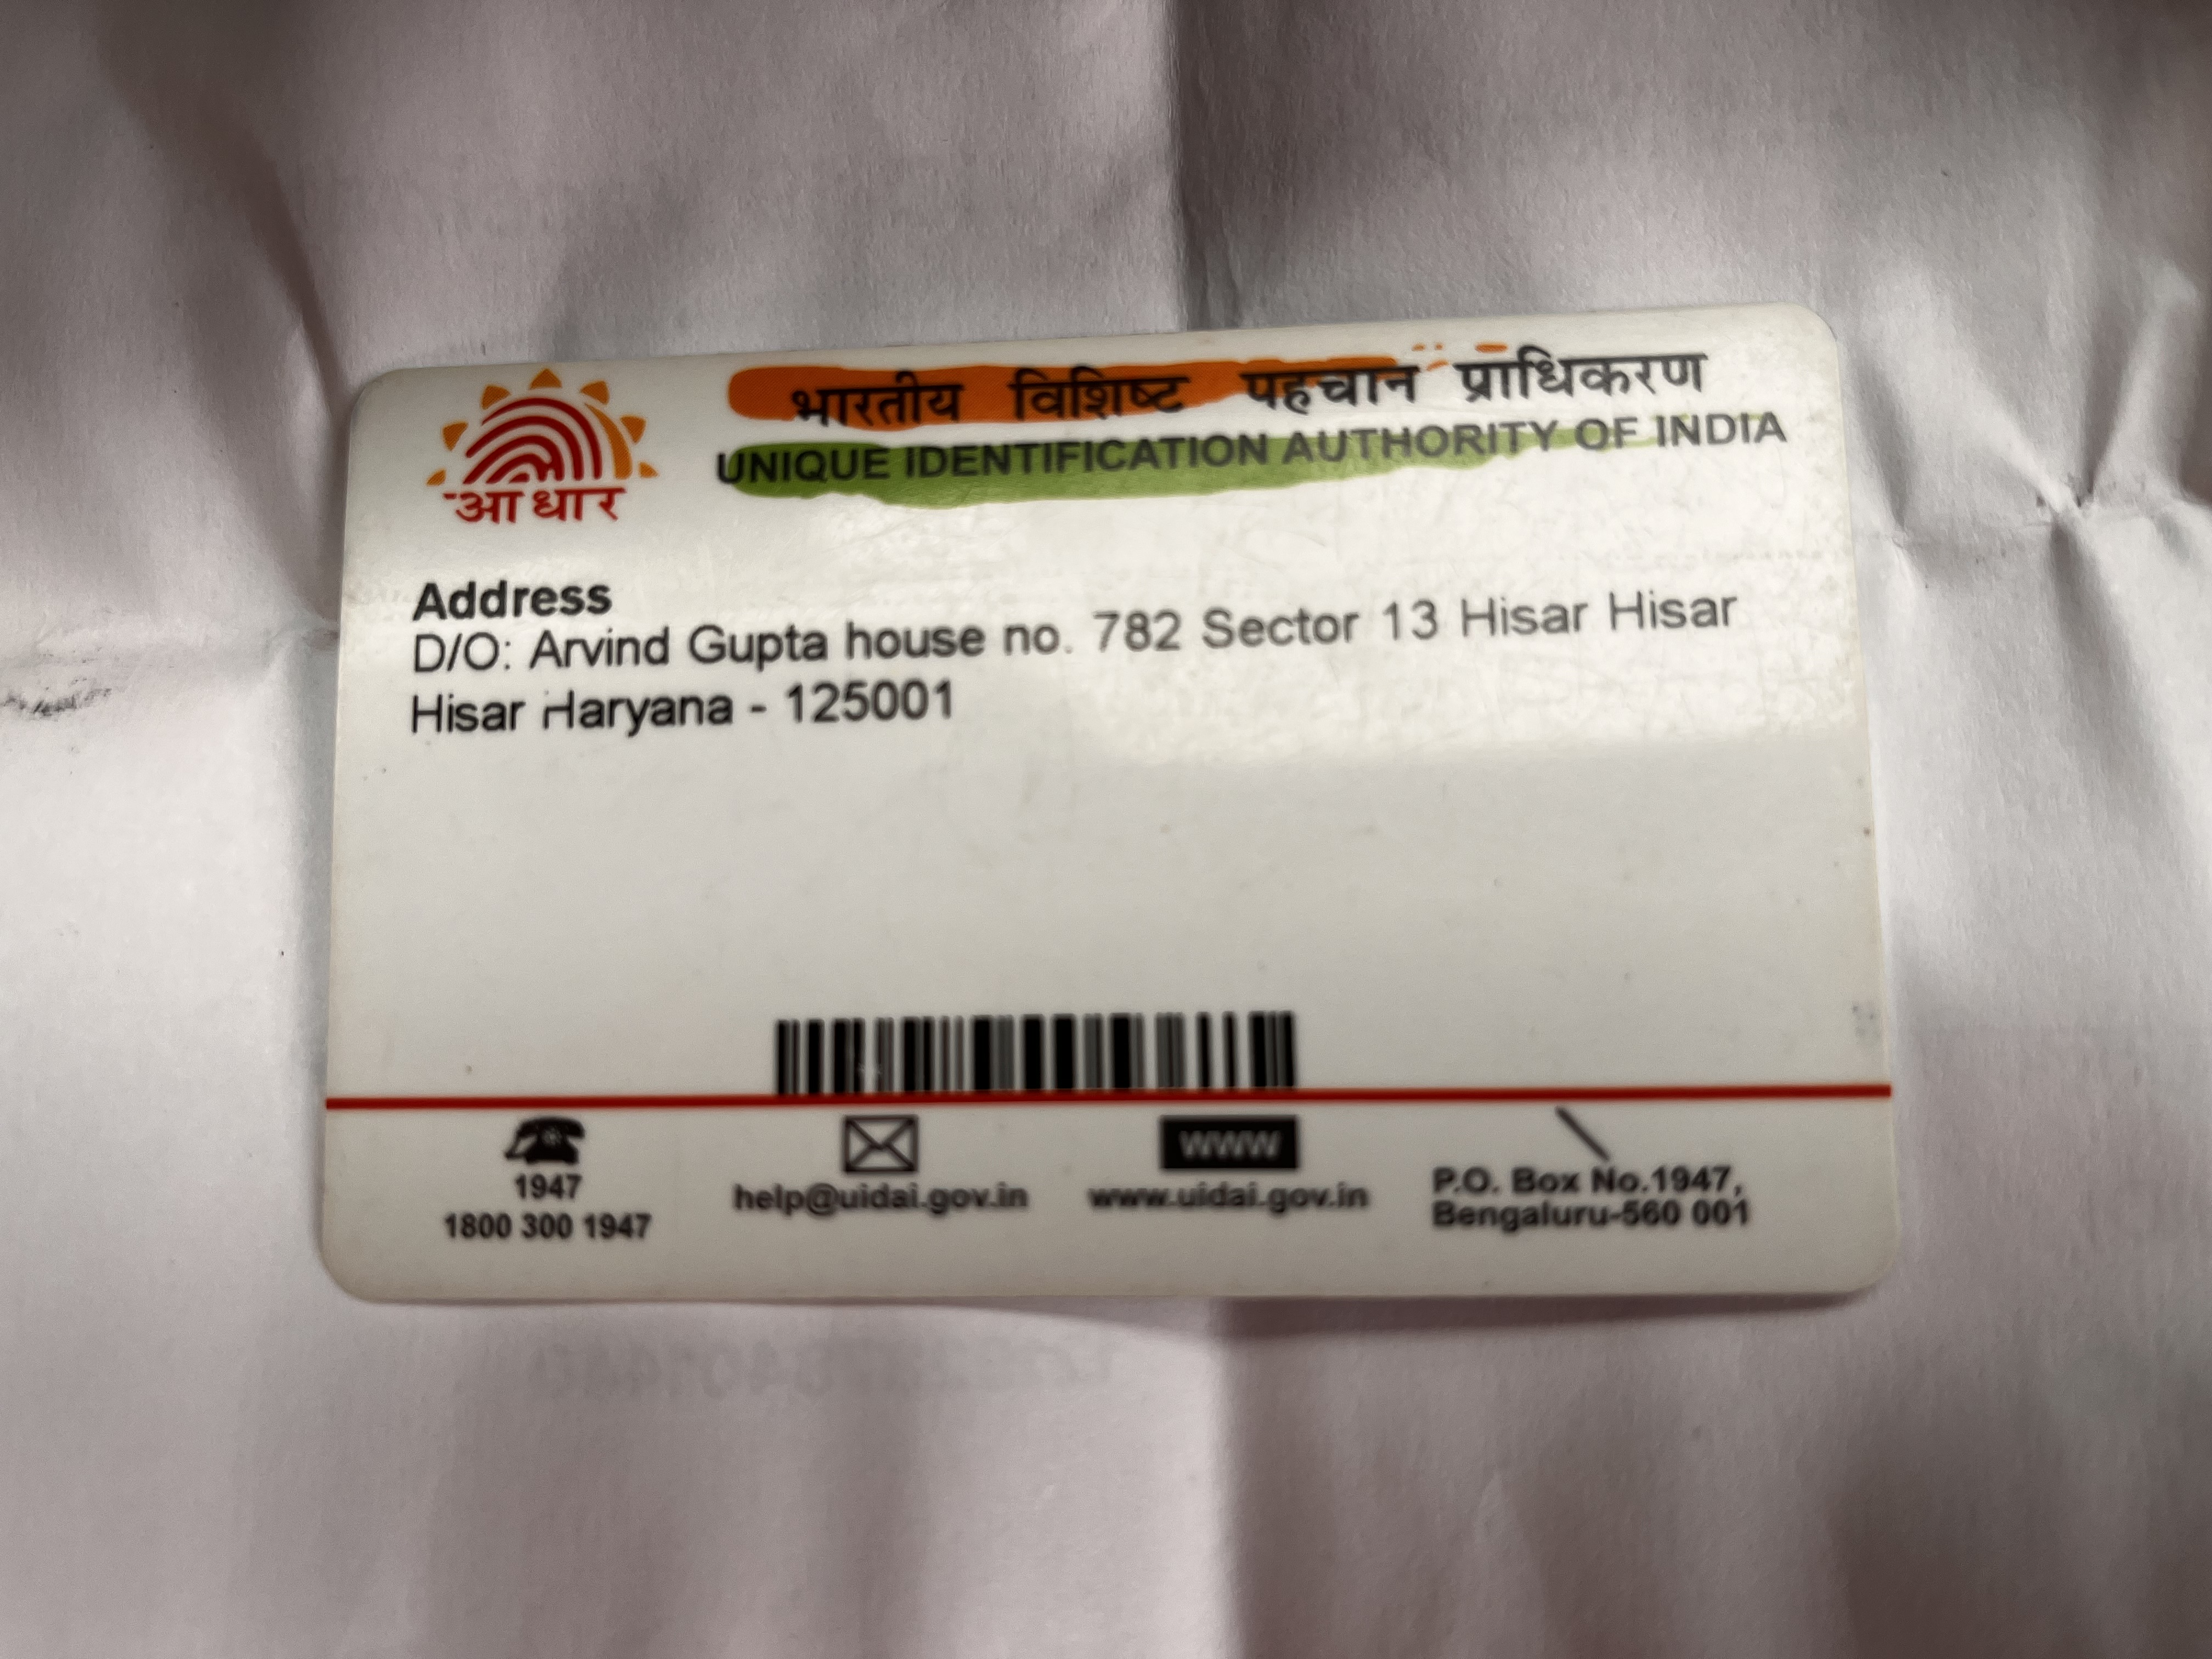 भारतीय विशिष्ट पहचान प्राधिकरण
UNIQUE IDENTIFICATION AUTHORITY OF INDIA
आधार
Address
D/O: Arvind Gupta house no. 782 Sector 13 Hisar Hisar
Hisar Haryana - 125001
1947
1800 300 1947
help@uidai.gov.in
WWW
www.uidai.gov.in
P.O. Box No.1947,
Bengaluru-560 001